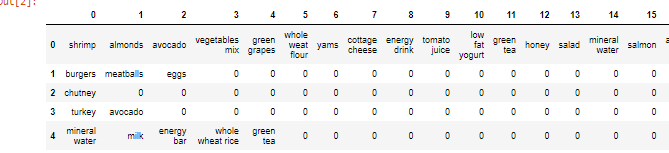 Out[2]:
0 1 2 3 4 5 6 7 8 9 10 11 12 13 14 15
0 shrimp almonds avocado vegetables mix green grapes whole weat flour yams cottage cheese energy drink tomato juice low fat yogurt green tea honey salad mineral water salmon a
1 burgers meatballs eggs 0 0 0 0 0 0 0 0 0 0 0 0 0
2 chutney 0 0 0 0 0 0 0 0 0 0 0 0 0 0 0
3 turkey avocado 0 0 0 0 0 0 0 0 0 0 0 0 0 0
4 mineral water milk energy bar whole wheat rice green tea 0 0 0 0 0 0 0 0 0 0 0